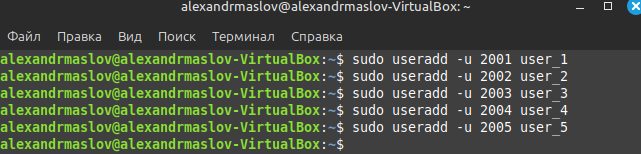 alexandrmaslov@alexandrmaslov-VirtualBox: ~
Файл Правка Вид Поиск Терминал Справка
alexandrmaslov@alexandrmaslov-VirtualBox:~$ sudo useradd -u 2001 user_1
alexandrmaslov@alexandrmaslov-VirtualBox:~$ sudo useradd -u 2002 user_2
alexandrmaslov@alexandrmaslov-VirtualBox:~$ sudo useradd -u 2003 user_3
alexandrmaslov@alexandrmaslov-VirtualBox:~$ sudo useradd -u 2004 user_4
alexandrmaslov@alexandrmaslov-VirtualBox:~$ sudo useradd -u 2005 user_5
alexandrmaslov@alexandrmaslov-VirtualBox:~$